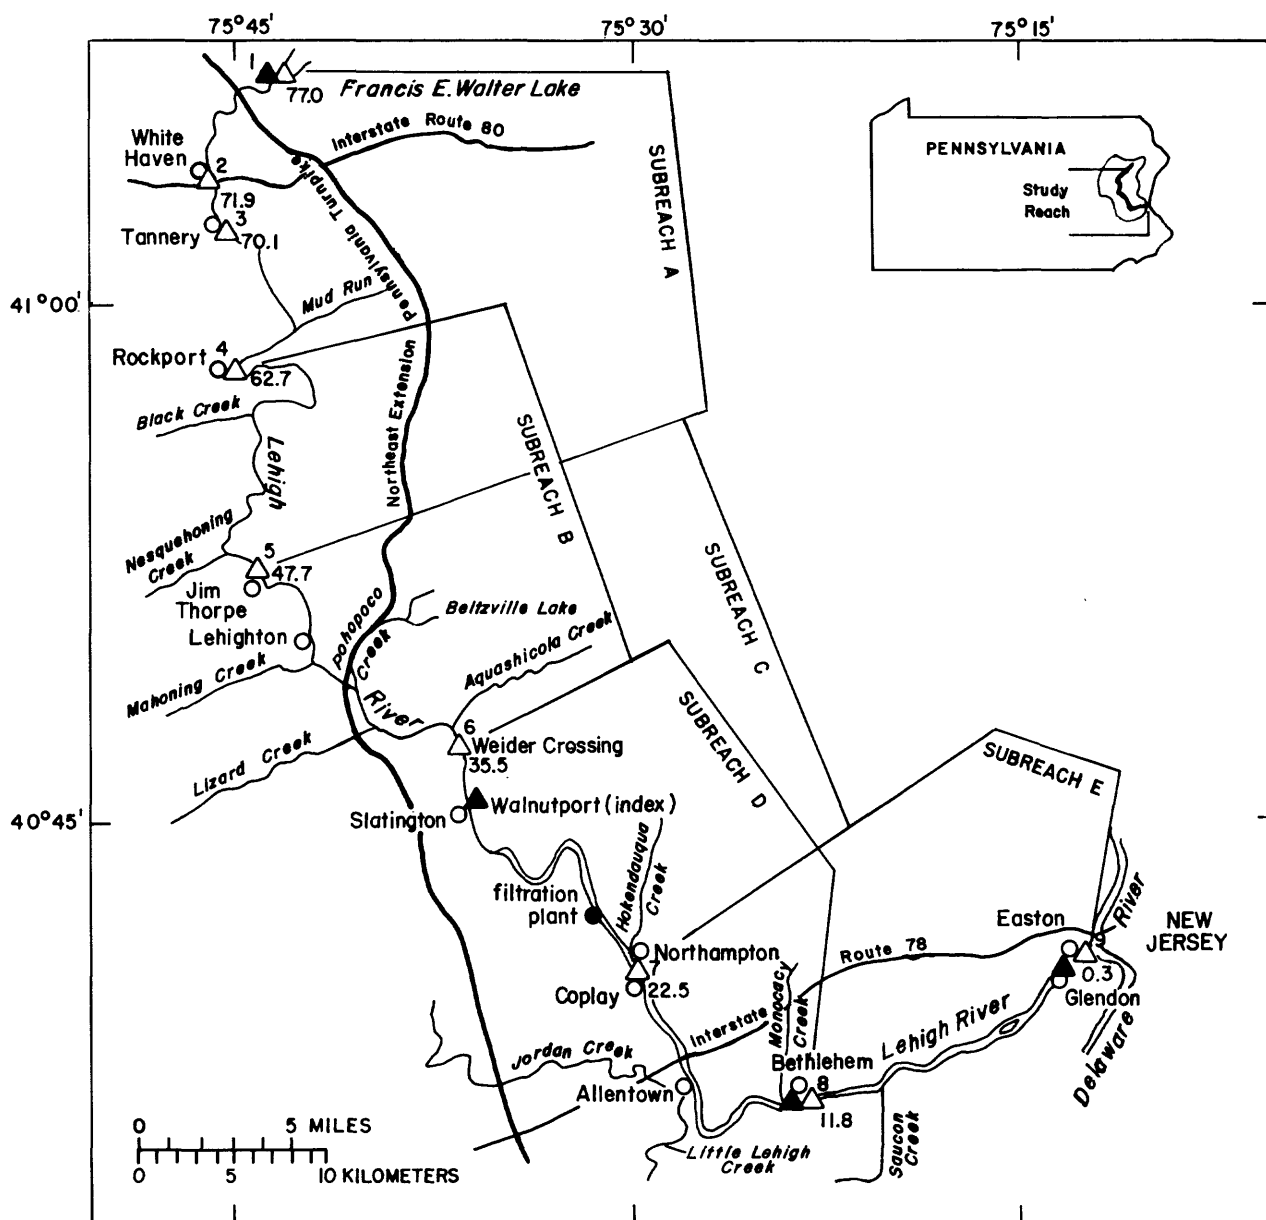 75°45'
75°30'
75°15'
1
77.0
Francis E. Walter Lake
Interstate Route 80
White
Haven
2
71.9
3
Tannery
70.1
Northeast Extension Pennsylvania Turnpike
SUBREACH A
PENNSYLVANIA
Study
Reach
41°00'
Mud Run
Rockport
4
62.7
Black Creek
Lehigh
River
SUBREACH B
Nesquehoning
Creek
5
47.7
Jim
Thorpe
Lehighton
Pohopoco
Creek
Beltzville Lake
Aquashicola Creek
SUBREACH C
Mahoning Creek
Lizard Creek
6
Weider Crossing
35.5
SUBREACH D
SUBREACH E
Walnutport (index)
Slatington
40°45'
filtration
plant
Hokendauqua
Creek
Northampton
7
Coplay
22.5
Easton
9
River
NEW
JERSEY
Route 78
Interstate
0.3
Glendon
Delaware
Monocacy
Creek
Lehigh River
Jordan Creek
Allentown
Bethlehem
8
11.8
Little Lehigh
Creek
Saucon
Creek
0 5 MILES
0 5 10 KILOMETERS